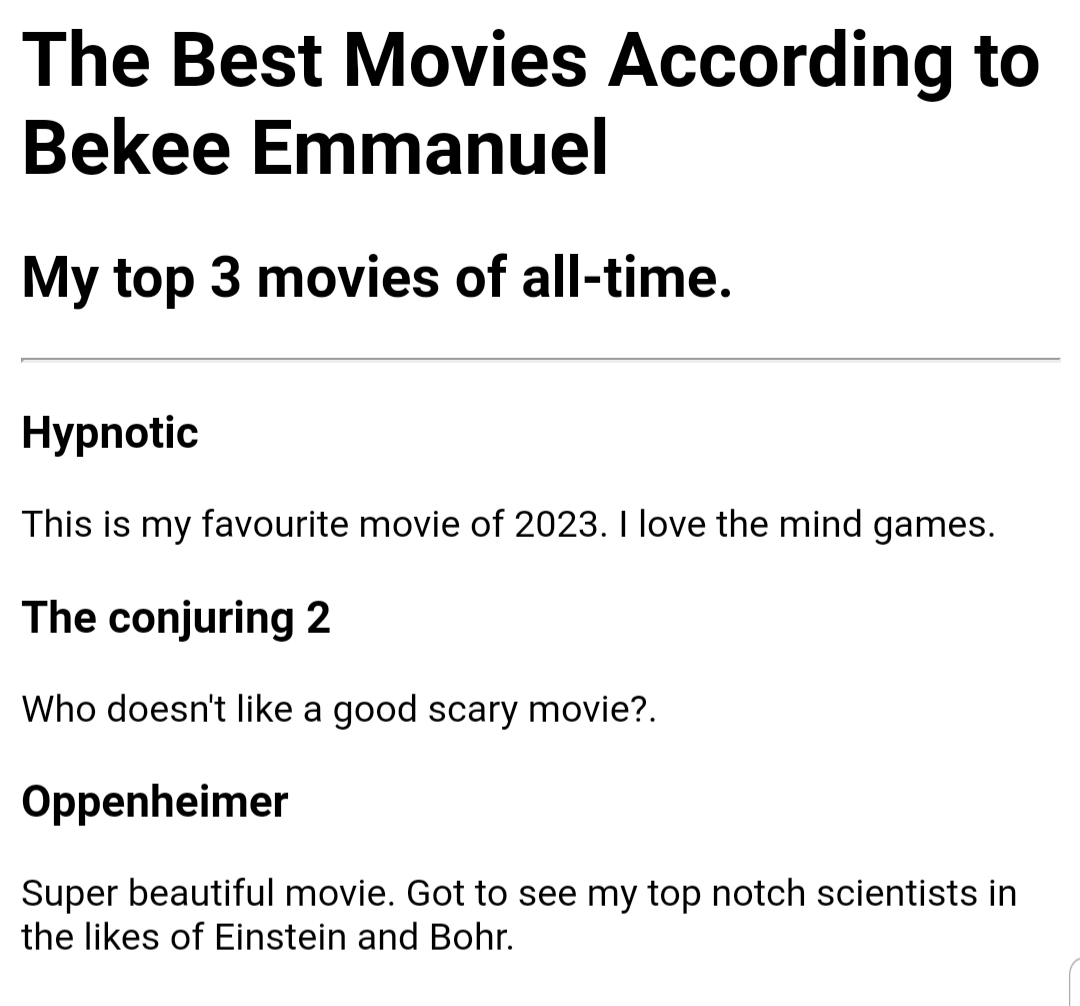 The Best Movies According to
Bekee Emmanuel
My top 3 movies of all-time.
Hypnotic
This is my favourite movie of 2023. I love the mind games.
The conjuring 2
Who doesn't like a good scary movie?.
Oppenheimer
Super beautiful movie. Got to see my top notch scientists in
the likes of Einstein and Bohr.